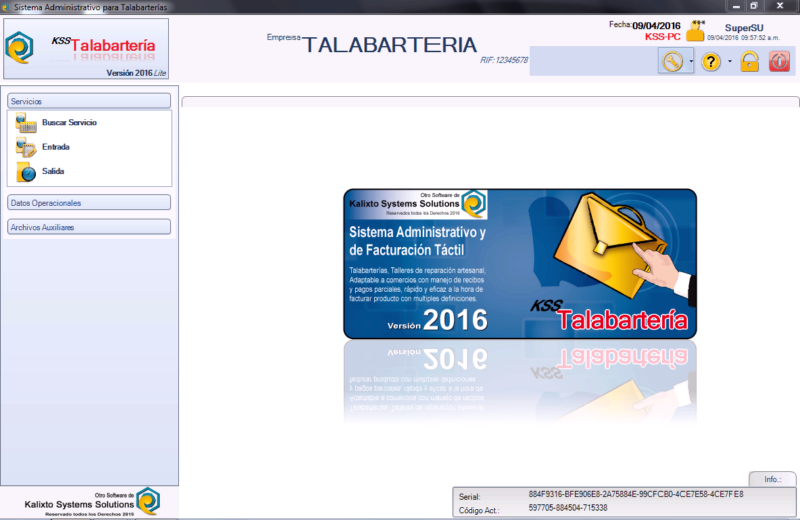 Sistema Administrativo para Talabarterías
KSS Talabartería
Versión 2016 Lite
Empresa TALABARTERIA
RIF: 12345678
Fecha: 09/04/2016
KSS-PC
***
SuperSU
09/04/2016 09:57:52 a.m.
Servicios
Buscar Servicio
Entrada
Salida
Datos Operacionales
Archivos Auxiliares
Otro Software de
Kalixto Systems Solutions
Reservados todos los Derechos 2016
Sistema Administrativo y
de Facturación Táctil
Talabarterías, Talleres de reparación artesanal,
Adaptable a comercios con manejo de recibos
y pagos parciales, rápido y eficaz a la hora de
facturar producto con multiples definiciones.
Versión 2016
KSS Talabartería
Otro Software de
Kalixto Systems Solutions
Reservado todos los Derechos 2016
Info.:
Serial: 884F9316-BFE906E8-2A75884E-99CFCB0-4CE7E58-4CE7FE8
Código Act.: 597705-884504-715338